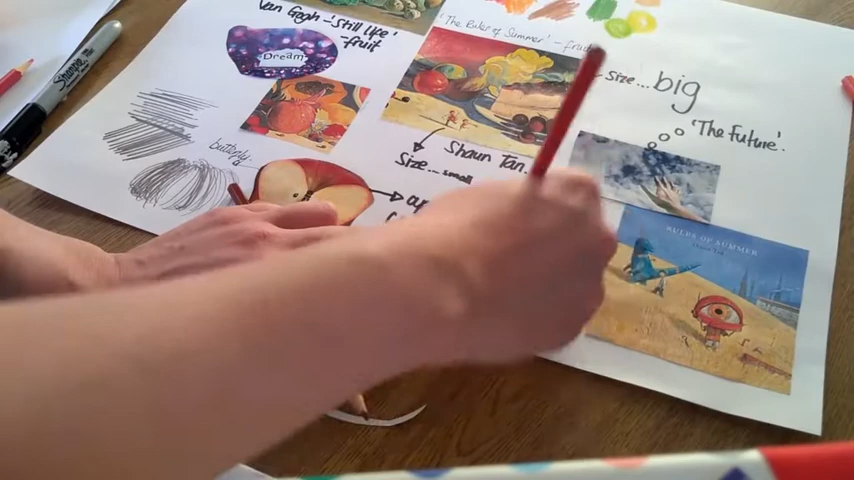 Van Gogh - 'Still life'
- fruit
'The Rules of Summer' - fruit
Dream
Sharpie
Size... big
'The Future'
butterfly
Shaun Tan
Size... small
RULES OF SUMMER